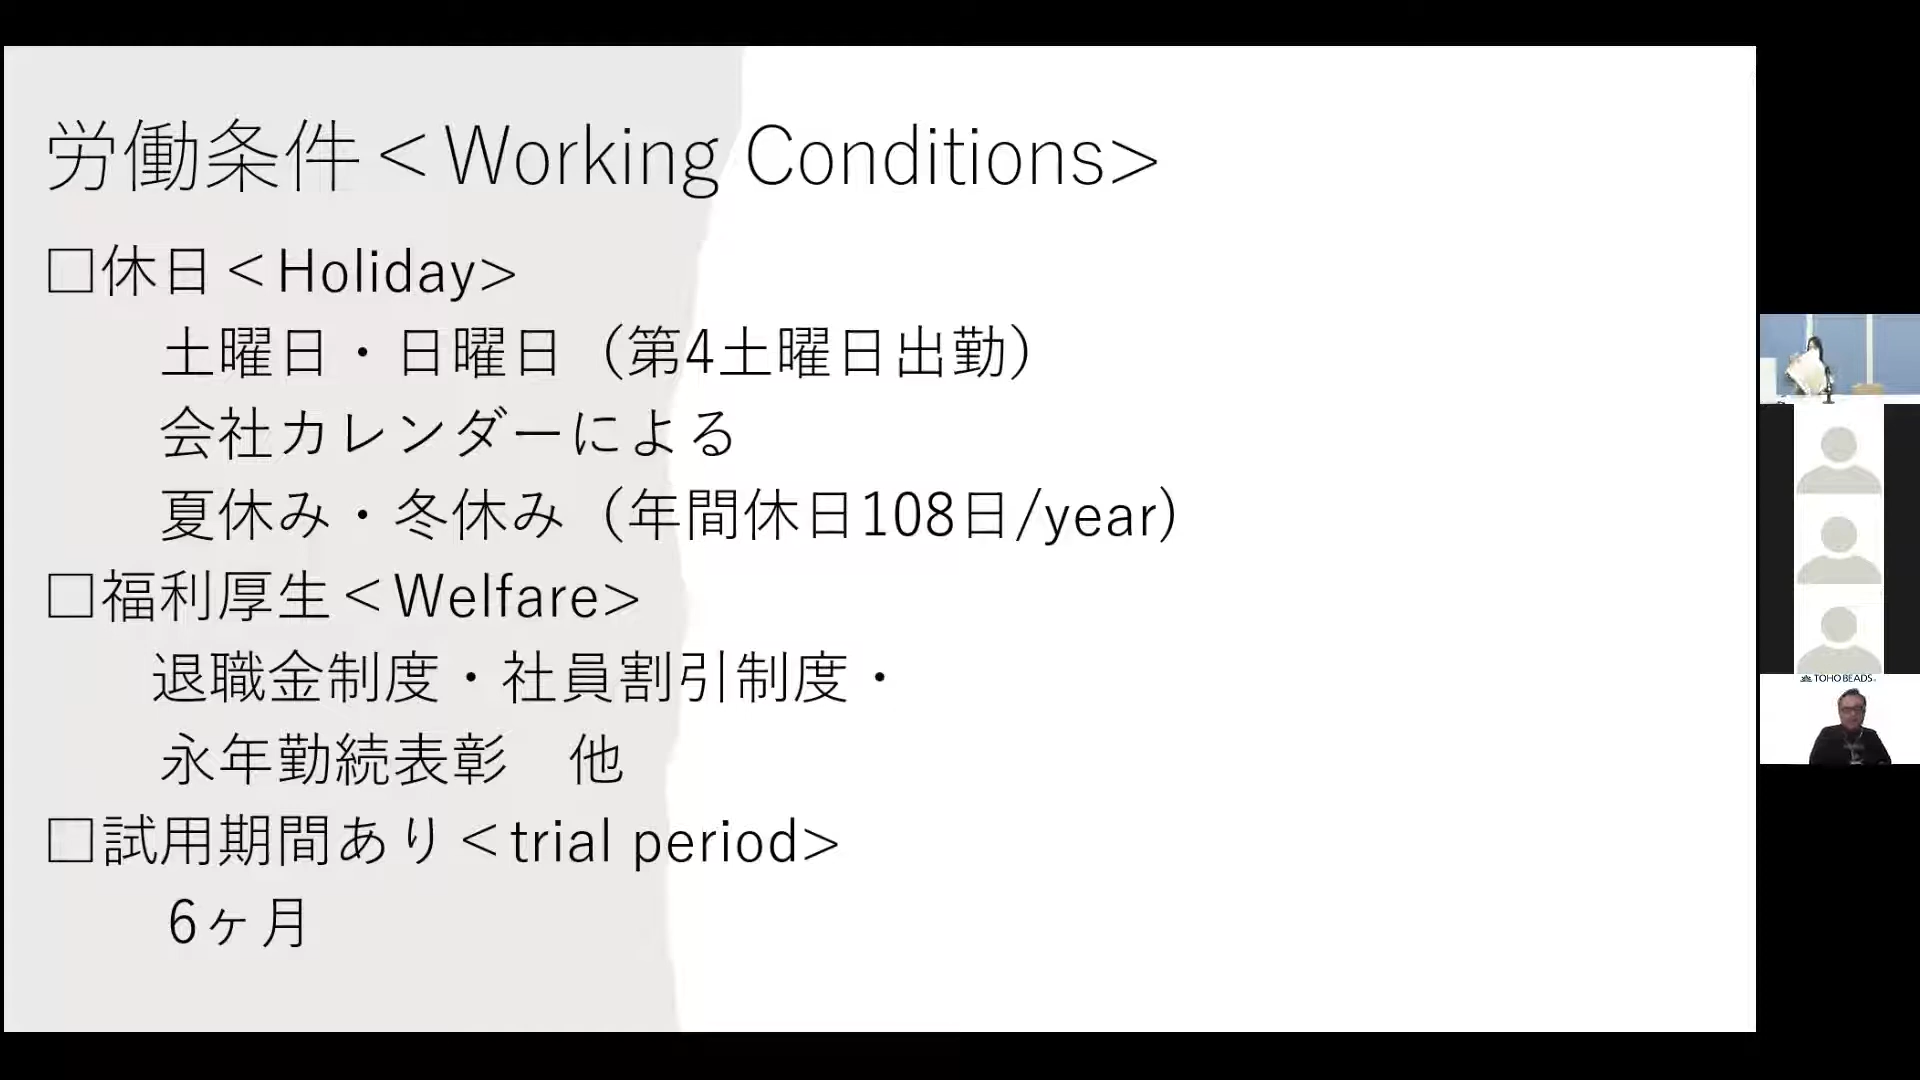 労働条件＜Working Conditions>
□休日＜Holiday>
土曜日・日曜日（第4土曜日出勤）
会社カレンダーによる
夏休み・冬休み（年間休日108日/year）
□福利厚生＜Welfare>
退職金制度・社員割引制度・
永年勤続表彰　他
□試用期間あり＜trial period>
6ヶ月
TOHO BEADS